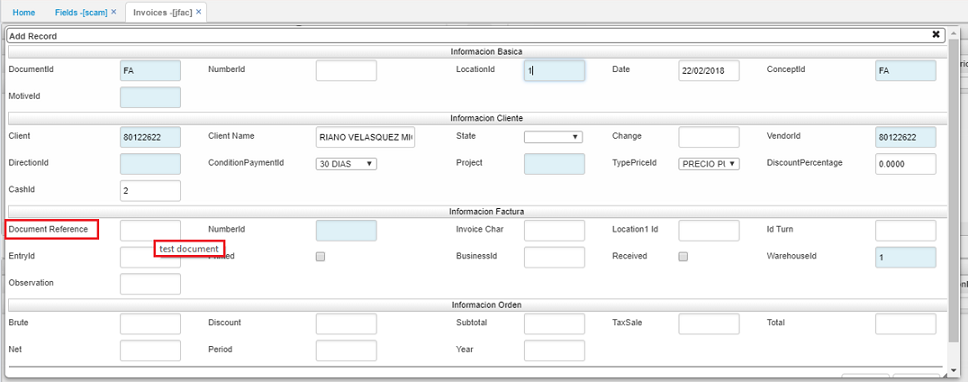 Home Fields -[scam] × Invoices -[jfac] ×
Add Record ✖
Informacion Basica
DocumentId FA NumberId LocationId 1 Date 22/02/2018 ConceptId FA
MotiveId
Informacion Cliente
Client 80122622 Client Name RIANO VELASQUEZ MI State Change VendorId 80122622
DirectionId ConditionPaymentId 30 DIAS Project TypePriceId PRECIO PU DiscountPercentage 0.0000
CashId 2
Informacion Factura
Document Reference NumberId Invoice Char Location1 Id Id Turn
test document
EntryId BusinessId Received WarehouseId 1
Observation
Informacion Orden
Brute Discount Subtotal TaxSale Total
Net Period Year